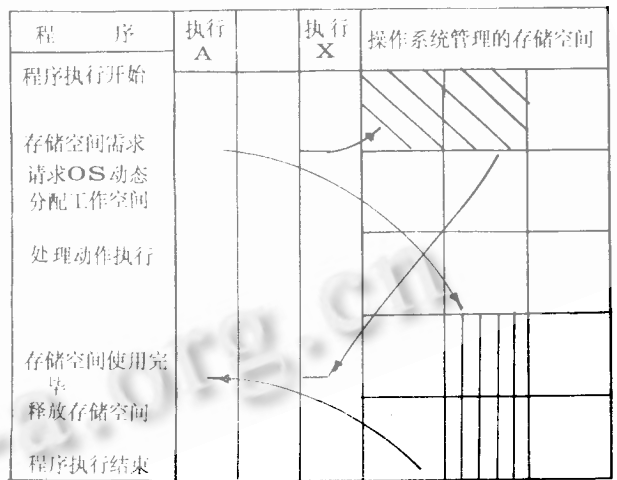 程 序
执行
A
执行
X
操作系统管理的存储空间
程序执行开始
存储空间需求
请求OS动态
分配工作空间
处理动作执行
存储空间使用完
毕
释放存储空间
程序执行结束
a.org.cn